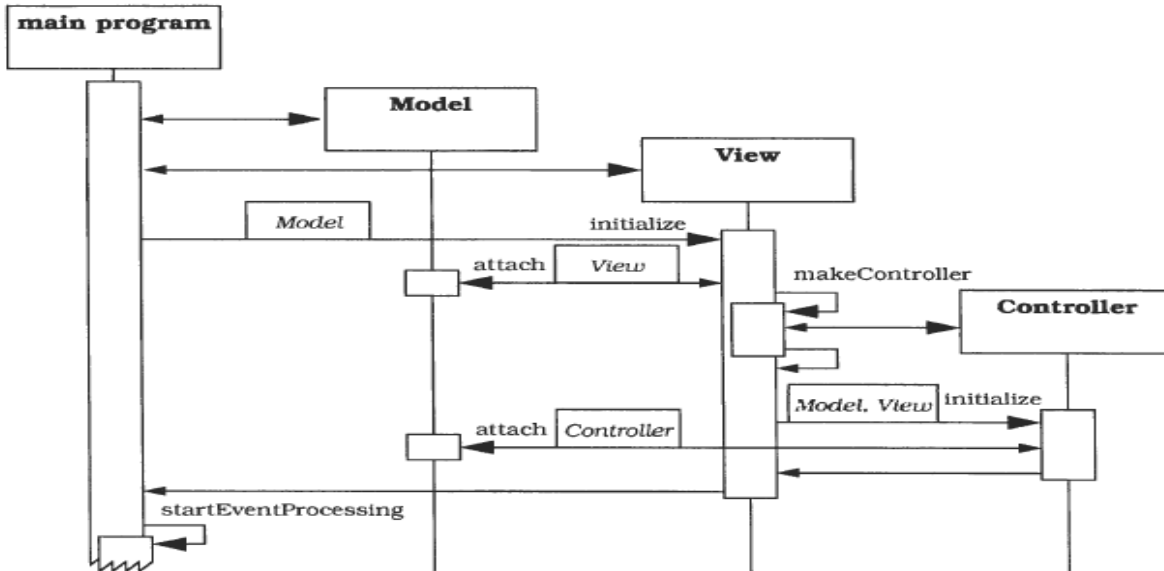 main program
Model
View
Model
initialize
attach
View
makeController
Controller
Model, View
initialize
attach
Controller
startEventProcessing